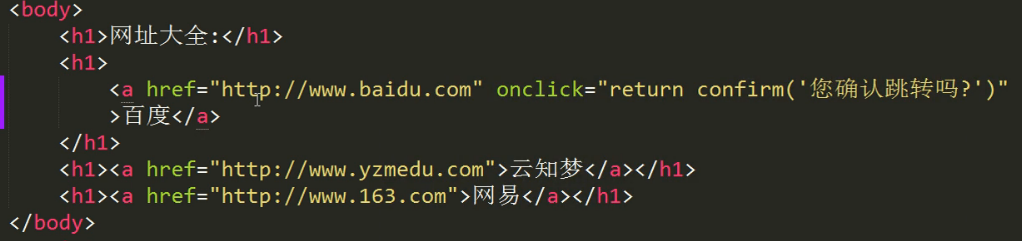 <body>
<h1>网址大全:</h1>
<h1>
<a href="http://www.baidu.com" onclick="return confirm('您确认跳转吗?')"
>百度</a>
</h1>
<h1><a href="http://www.yzmedu.com">云知梦</a></h1>
<h1><a href="http://www.163.com">网易</a></h1>
</body>